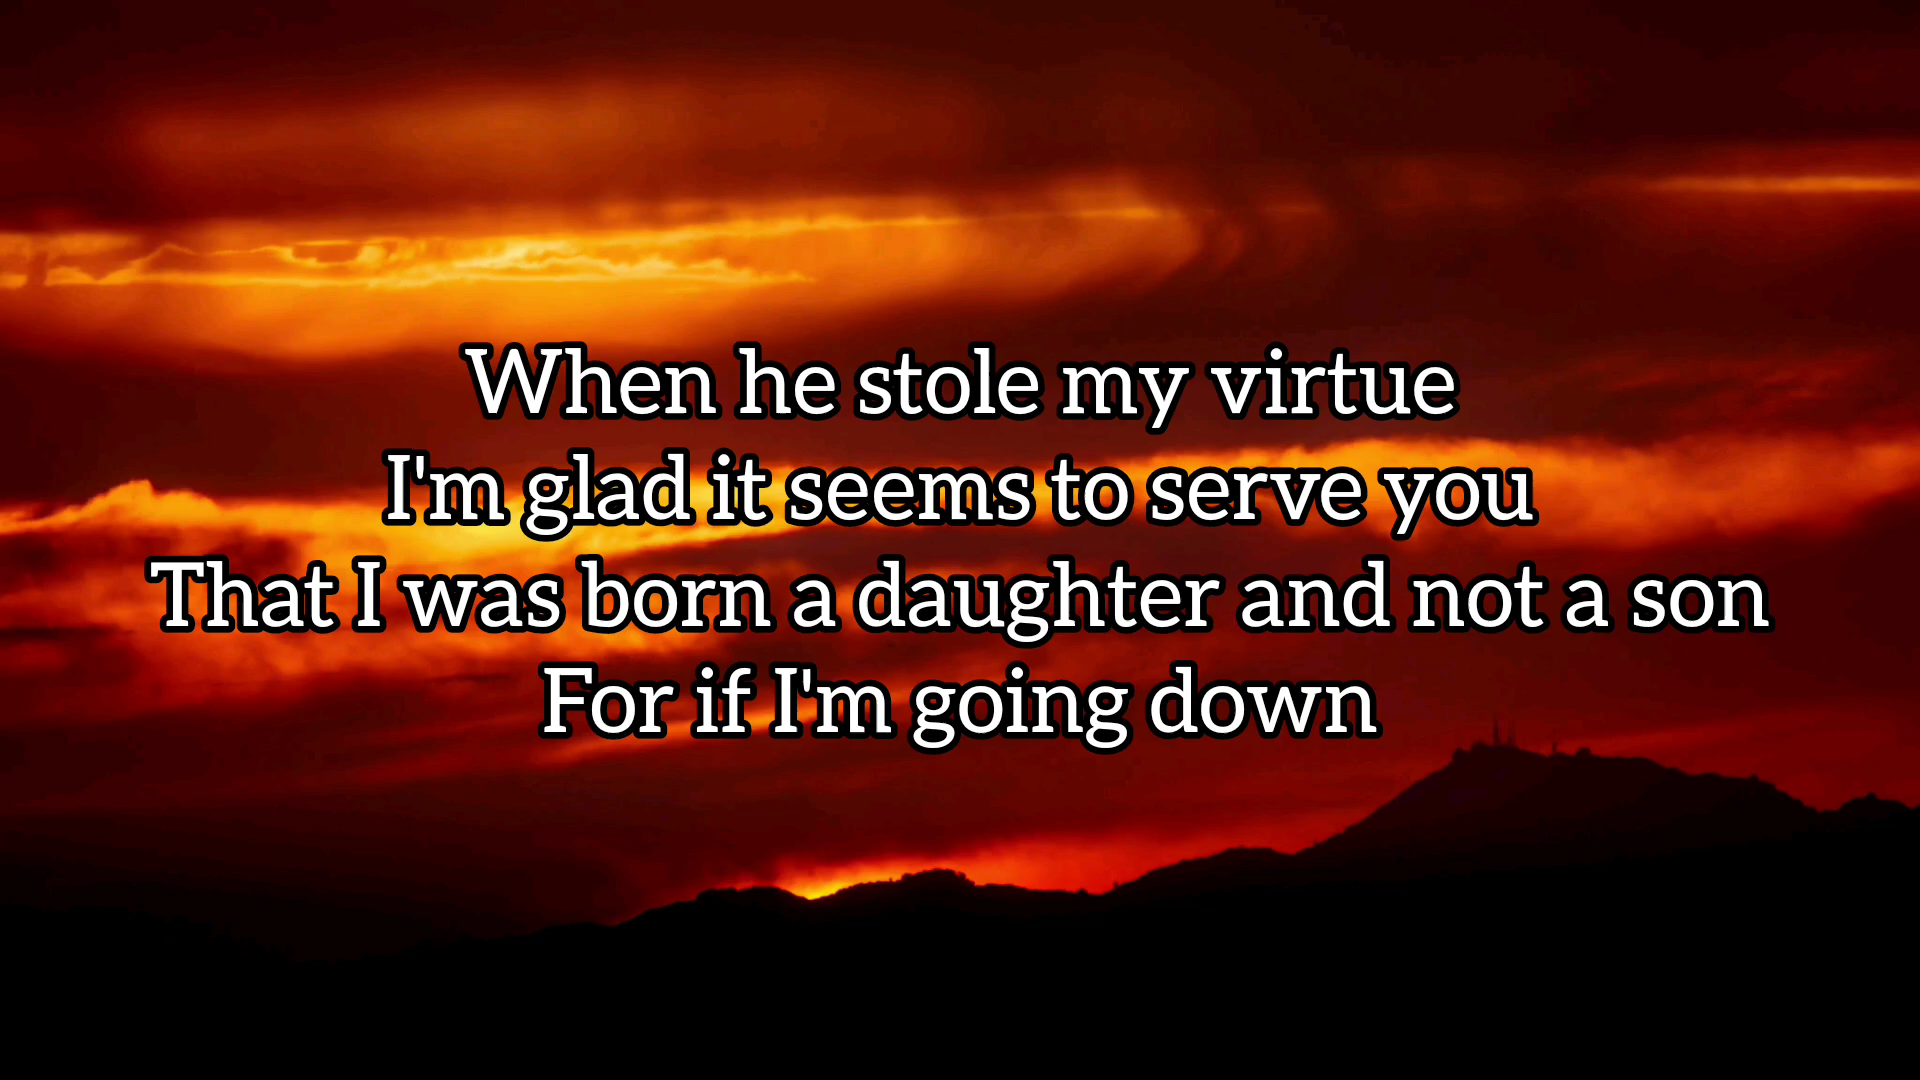 When he stole my virtue
I'm glad it seems to serve you
That I was born a daughter and not a son
For if I'm going down